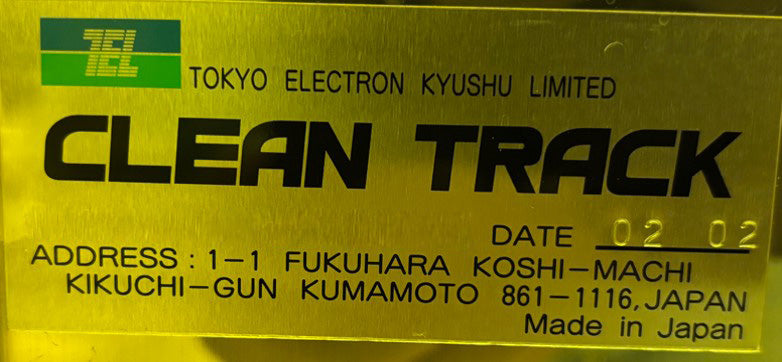 TEL
TOKYO ELECTRON KYUSHU LIMITED
CLEAN TRACK
DATE 02 02
ADDRESS : 1-1 FUKUHARA KOSHI-MACHI
KIKUCHI-GUN KUMAMOTO 861-1116, JAPAN
Made in Japan